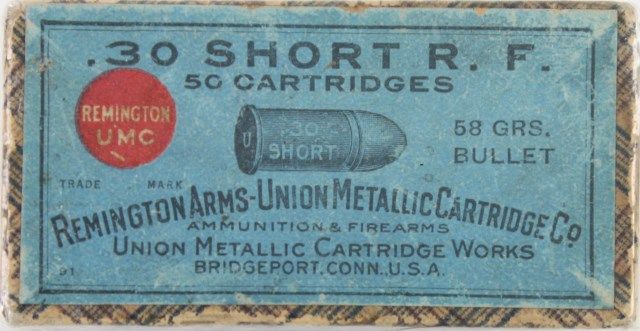 .30 SHORT R. F.
50 CARTRIDGES
REMINGTON
UMC
TRADE MARK
U
.30
SHORT
58 GRS.
BULLET
REMINGTON ARMS-UNION METALLIC CARTRIDGE CO
AMMUNITION & FIREARMS
UNION METALLIC CARTRIDGE WORKS
BRIDGEPORT. CONN. U.S.A.
91